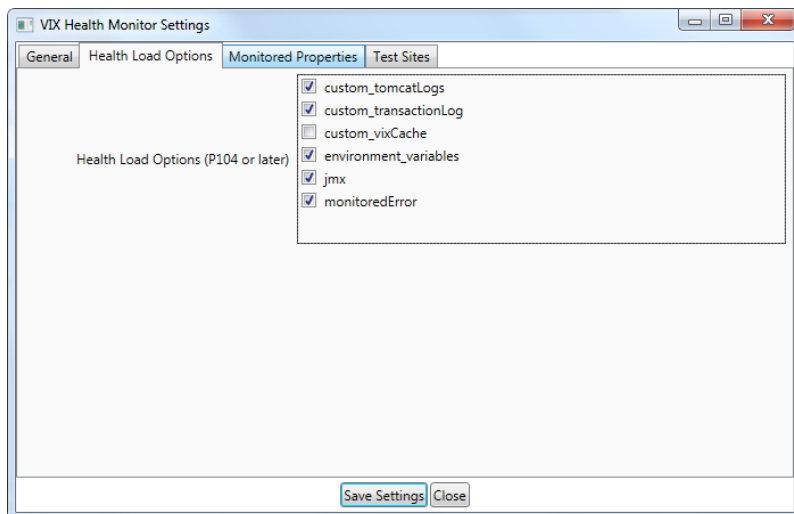 VIX Health Monitor Settings
General Health Load Options Monitored Properties Test Sites
custom_tomcatLogs
custom_transactionLog
custom_vixCache
Health Load Options (P104 or later) environment_variables
jmx
monitoredError
Save Settings Close